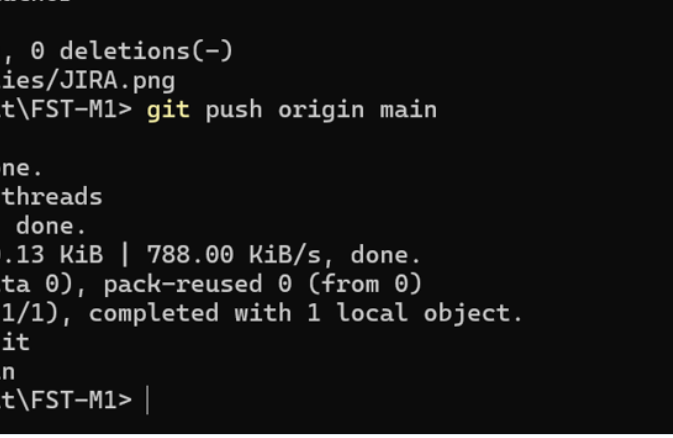 , 0 deletions(-)
ies/JIRA.png
t\FST-M1> git push origin main
ne.
threads
done.
.13 KiB | 788.00 KiB/s, done.
ta 0), pack-reused 0 (from 0)
1/1), completed with 1 local object.
it
n
t\FST-M1>